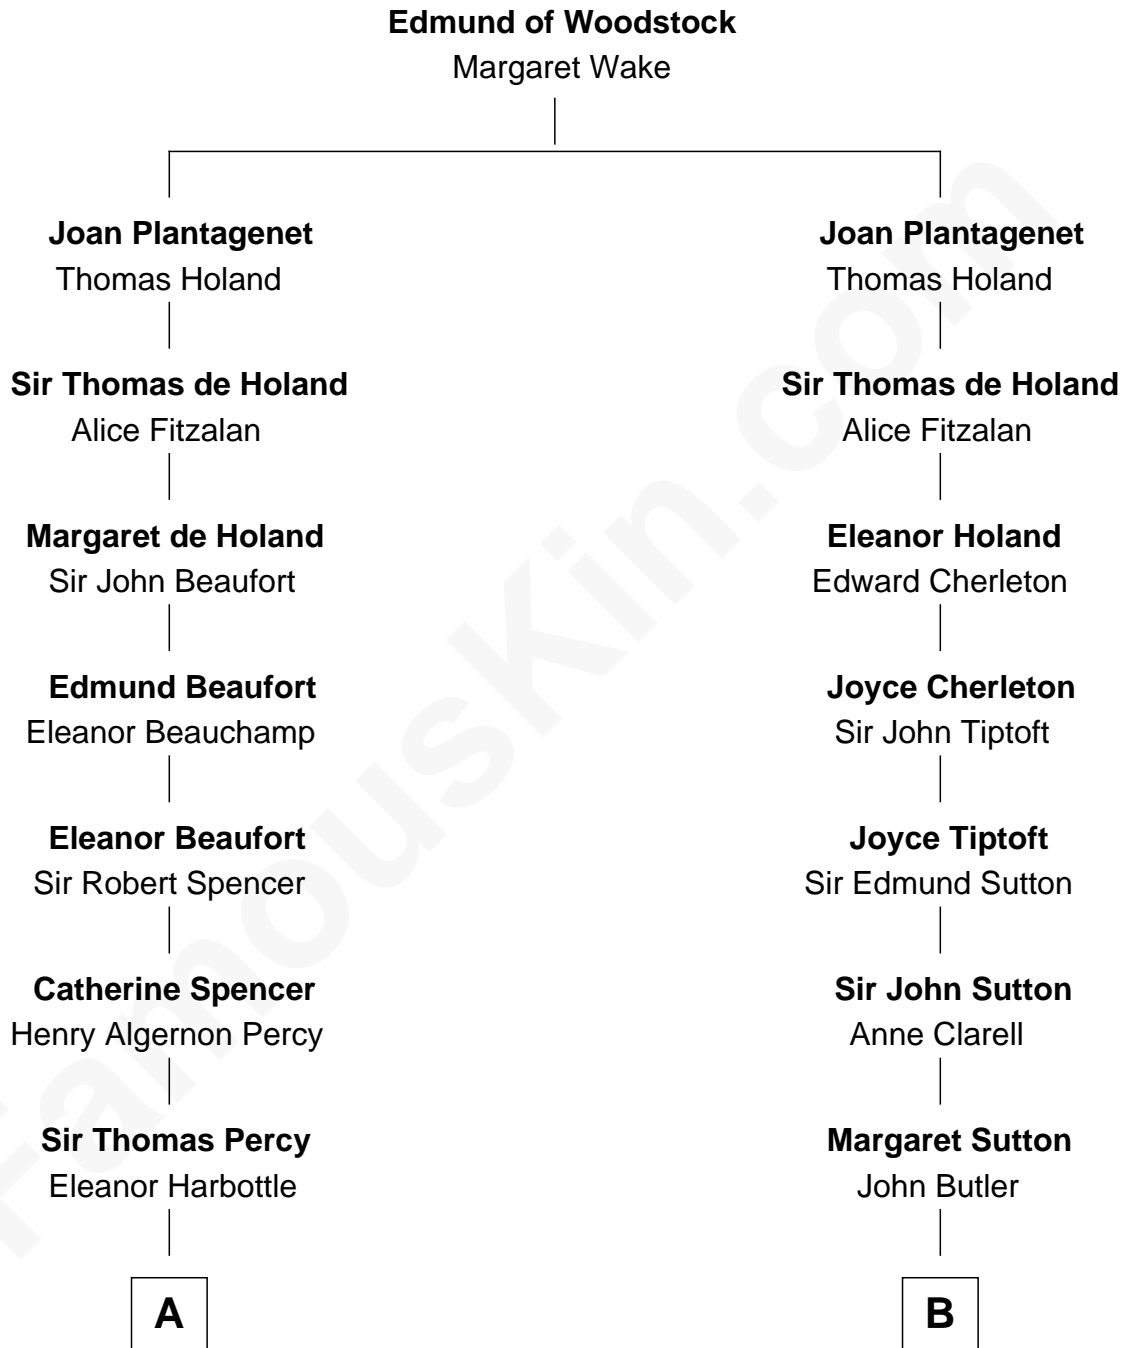 Edmund of Woodstock
Margaret Wake
Joan Plantagenet
Thomas Holand
Sir Thomas de Holand
Alice Fitzalan
Margaret de Holand
Sir John Beaufort
Edmund Beaufort
Eleanor Beauchamp
Eleanor Beaufort
Sir Robert Spencer
Catherine Spencer
Henry Algernon Percy
Sir Thomas Percy
Eleanor Harbottle
A
Joan Plantagenet
Thomas Holand
Sir Thomas de Holand
Alice Fitzalan
Eleanor Holand
Edward Cherleton
Joyce Cherleton
Sir John Tiptoft
Joyce Tiptoft
Sir Edmund Sutton
Sir John Sutton
Anne Clarell
Margaret Sutton
John Butler
B
FamousKin.com